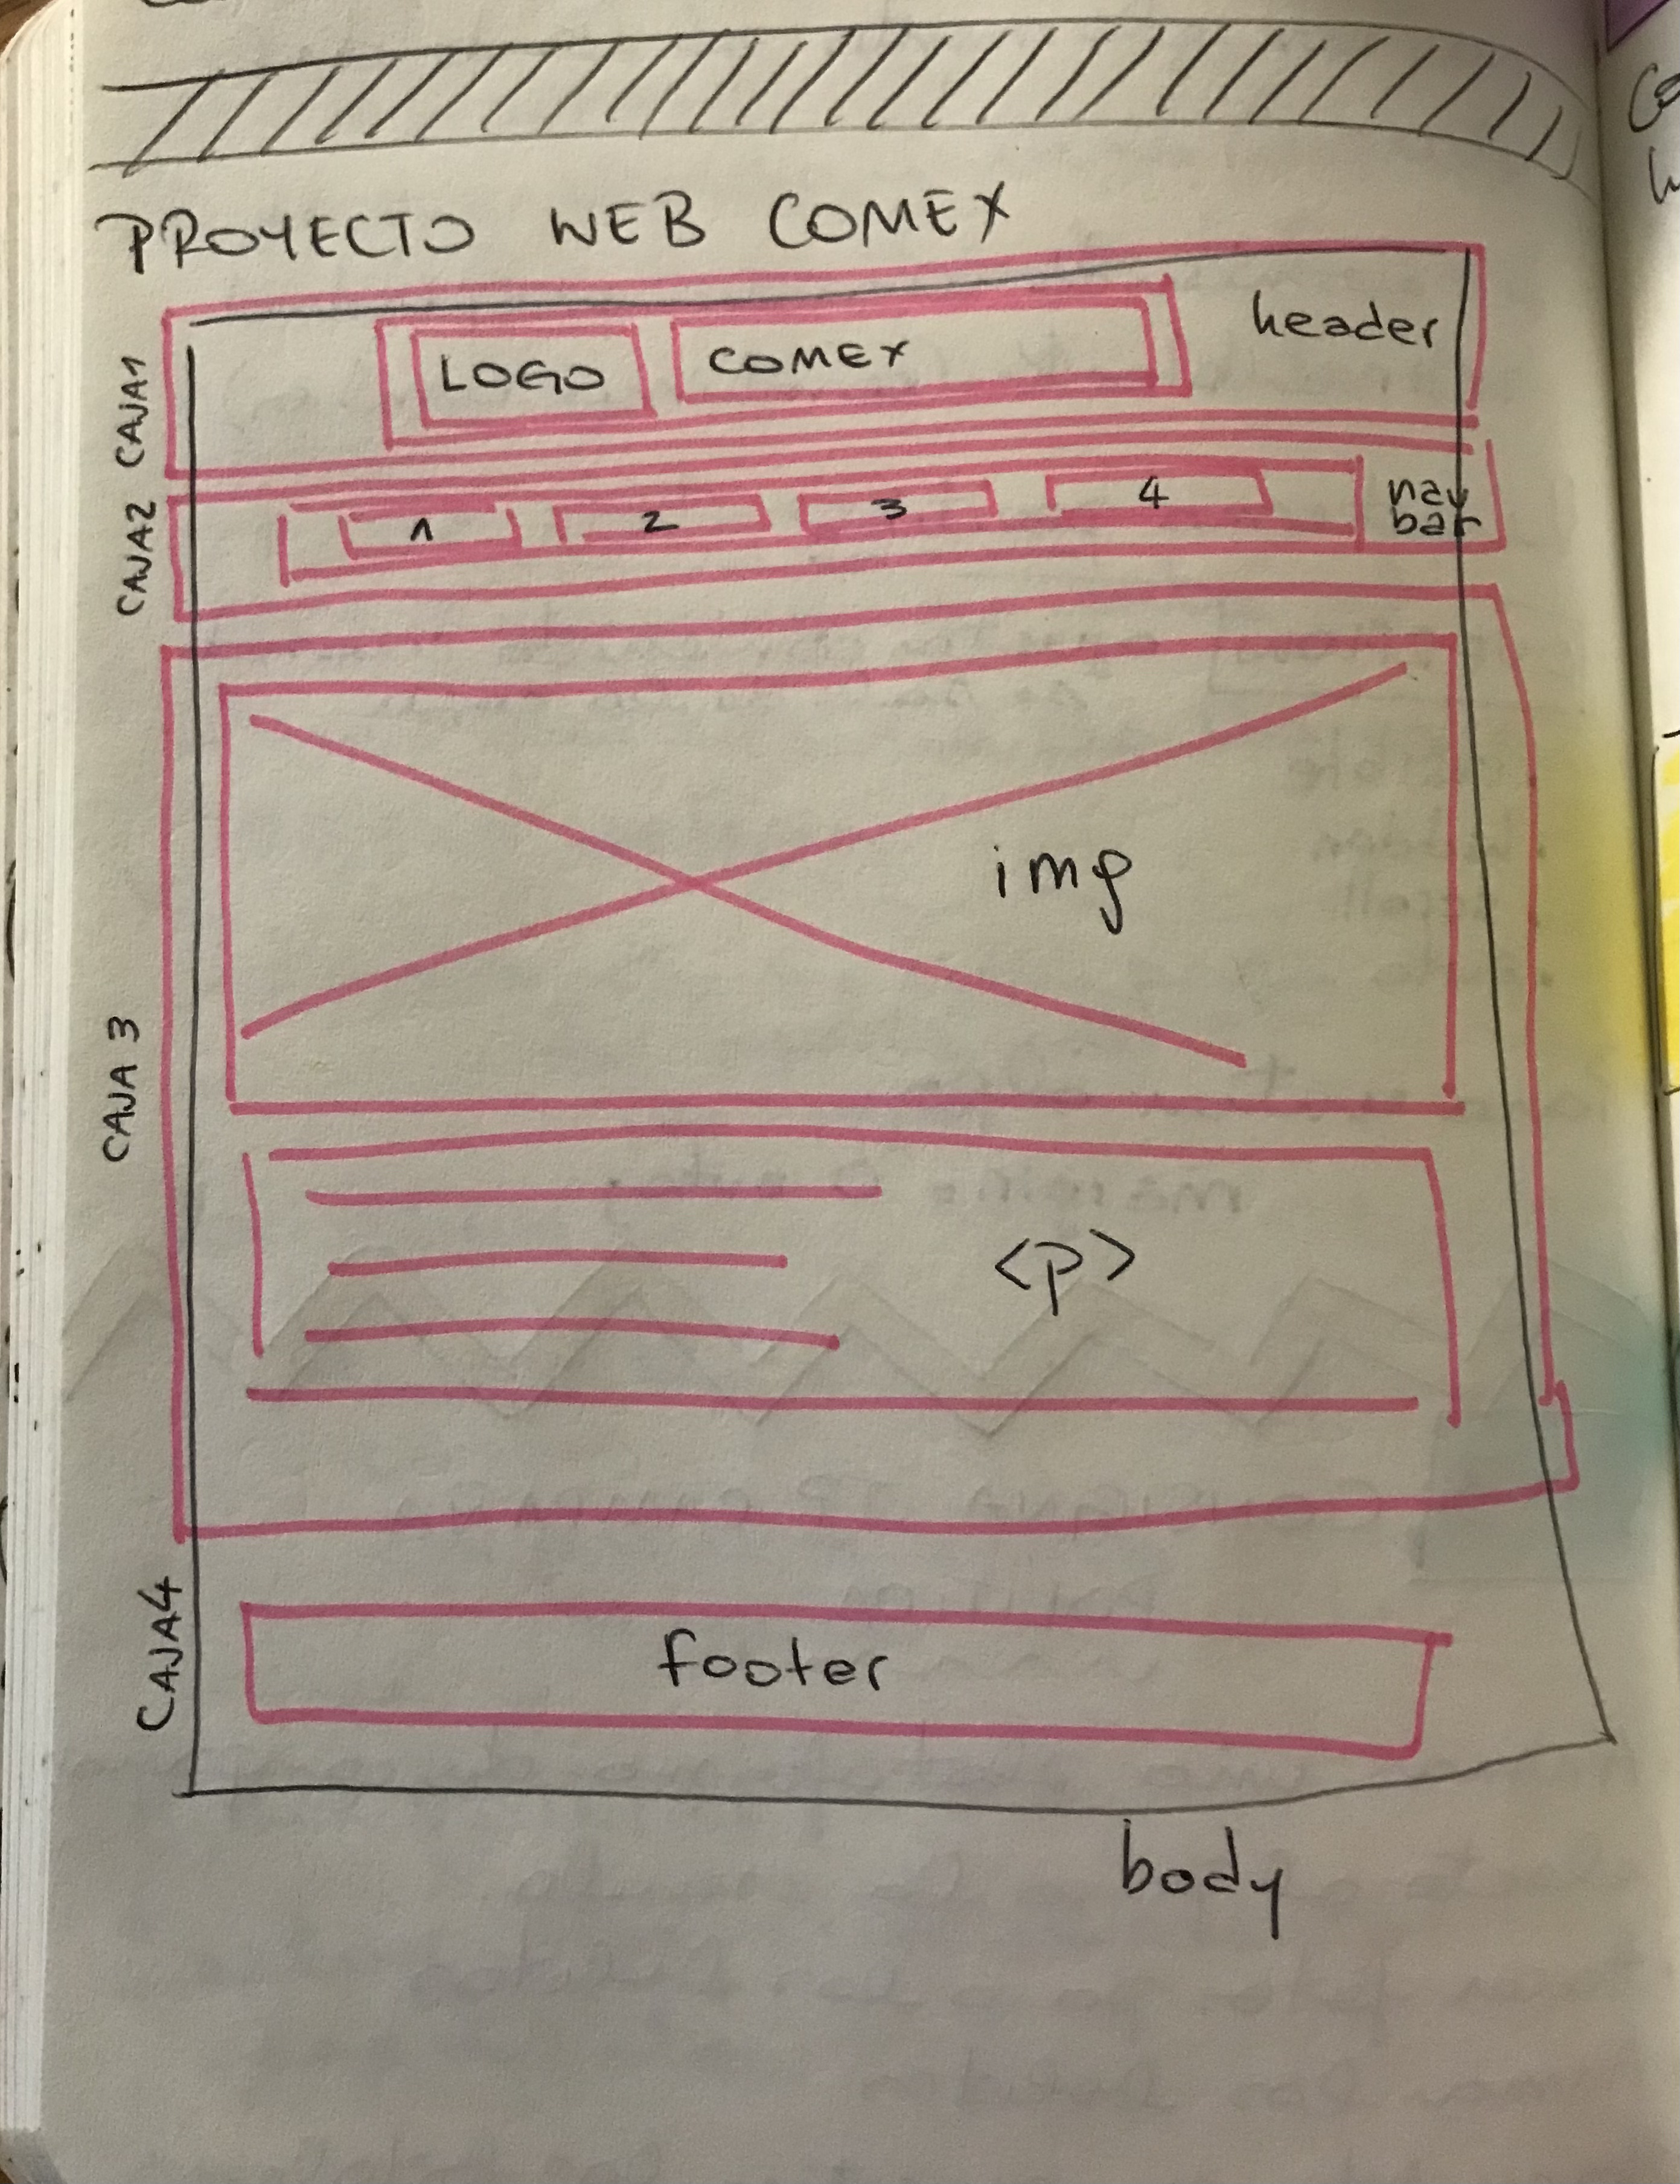 PROYECTO WEB COMEX
CAJA1
LOGO
COMEX
header
CAJA2
1
2
3
4
nav
bar
CAJA 3
img
<p>
CAJA4
footer
body